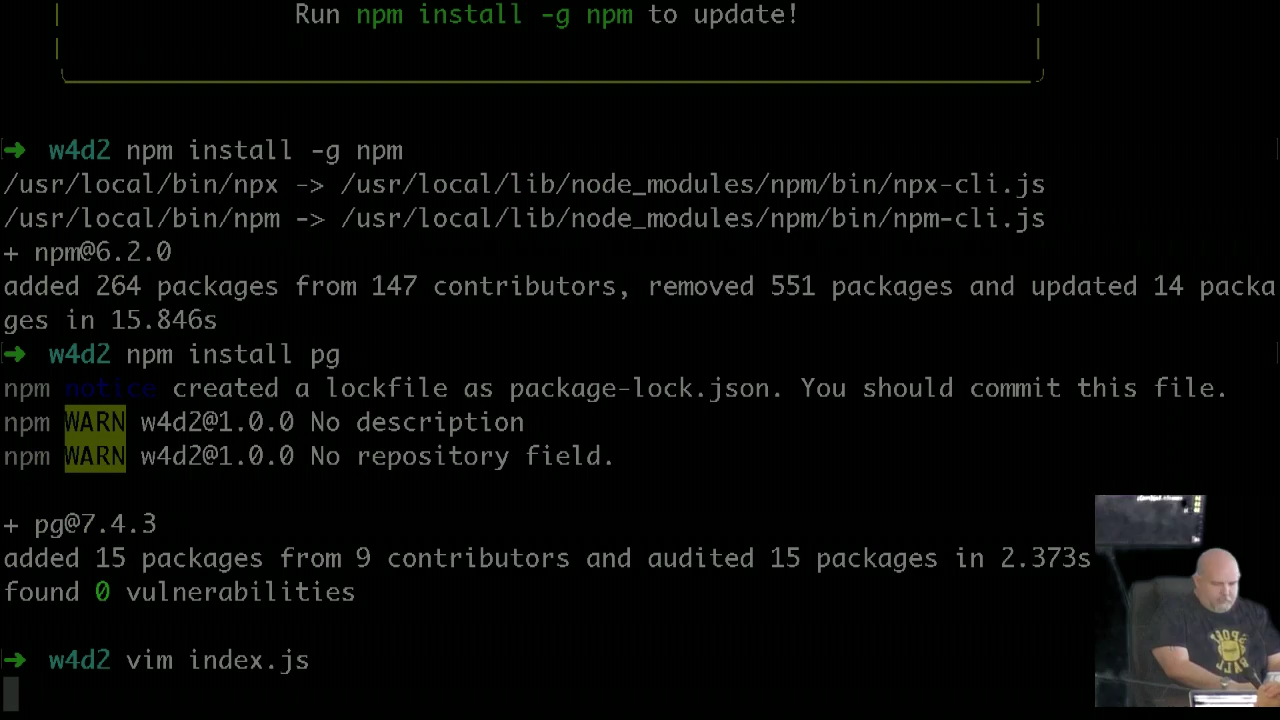 Run npm install -g npm to update!
➜ w4d2 npm install -g npm
/usr/local/bin/npx -> /usr/local/lib/node_modules/npm/bin/npx-cli.js
/usr/local/bin/npm -> /usr/local/lib/node_modules/npm/bin/npm-cli.js
+ npm@6.2.0
added 264 packages from 147 contributors, removed 551 packages and updated 14 packa
ges in 15.846s
➜ w4d2 npm install pg
npm notice created a lockfile as package-lock.json. You should commit this file.
npm WARN w4d2@1.0.0 No description
npm WARN w4d2@1.0.0 No repository field.
+ pg@7.4.3
added 15 packages from 9 contributors and audited 15 packages in 2.373s
found 0 vulnerabilities
➜ w4d2 vim index.js